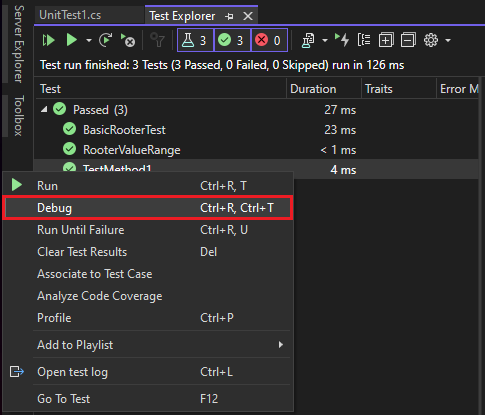 UnitTest1.cs
Test Explorer
Server Explorer
Toolbox
3 3 0
Test run finished: 3 Tests (3 Passed, 0 Failed, 0 Skipped) run in 126 ms
Test Duration Traits Error M
Passed (3) 27 ms
BasicRooterTest 23 ms
RooterValueRange < 1 ms
TestMethod1 4 ms
Run Ctrl+R, T
Debug Ctrl+R, Ctrl+T
Run Until Failure Ctrl+R, U
Clear Test Results Del
Associate to Test Case
Analyze Code Coverage
Profile Ctrl+P
Add to Playlist
Open test log Ctrl+L
Go To Test F12